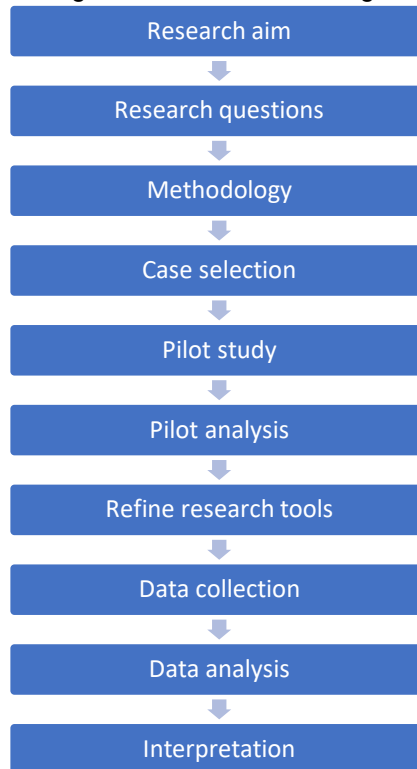 Research aim
Research questions
Methodology
Case selection
Pilot study
Pilot analysis
Refine research tools
Data collection
Data analysis
Interpretation